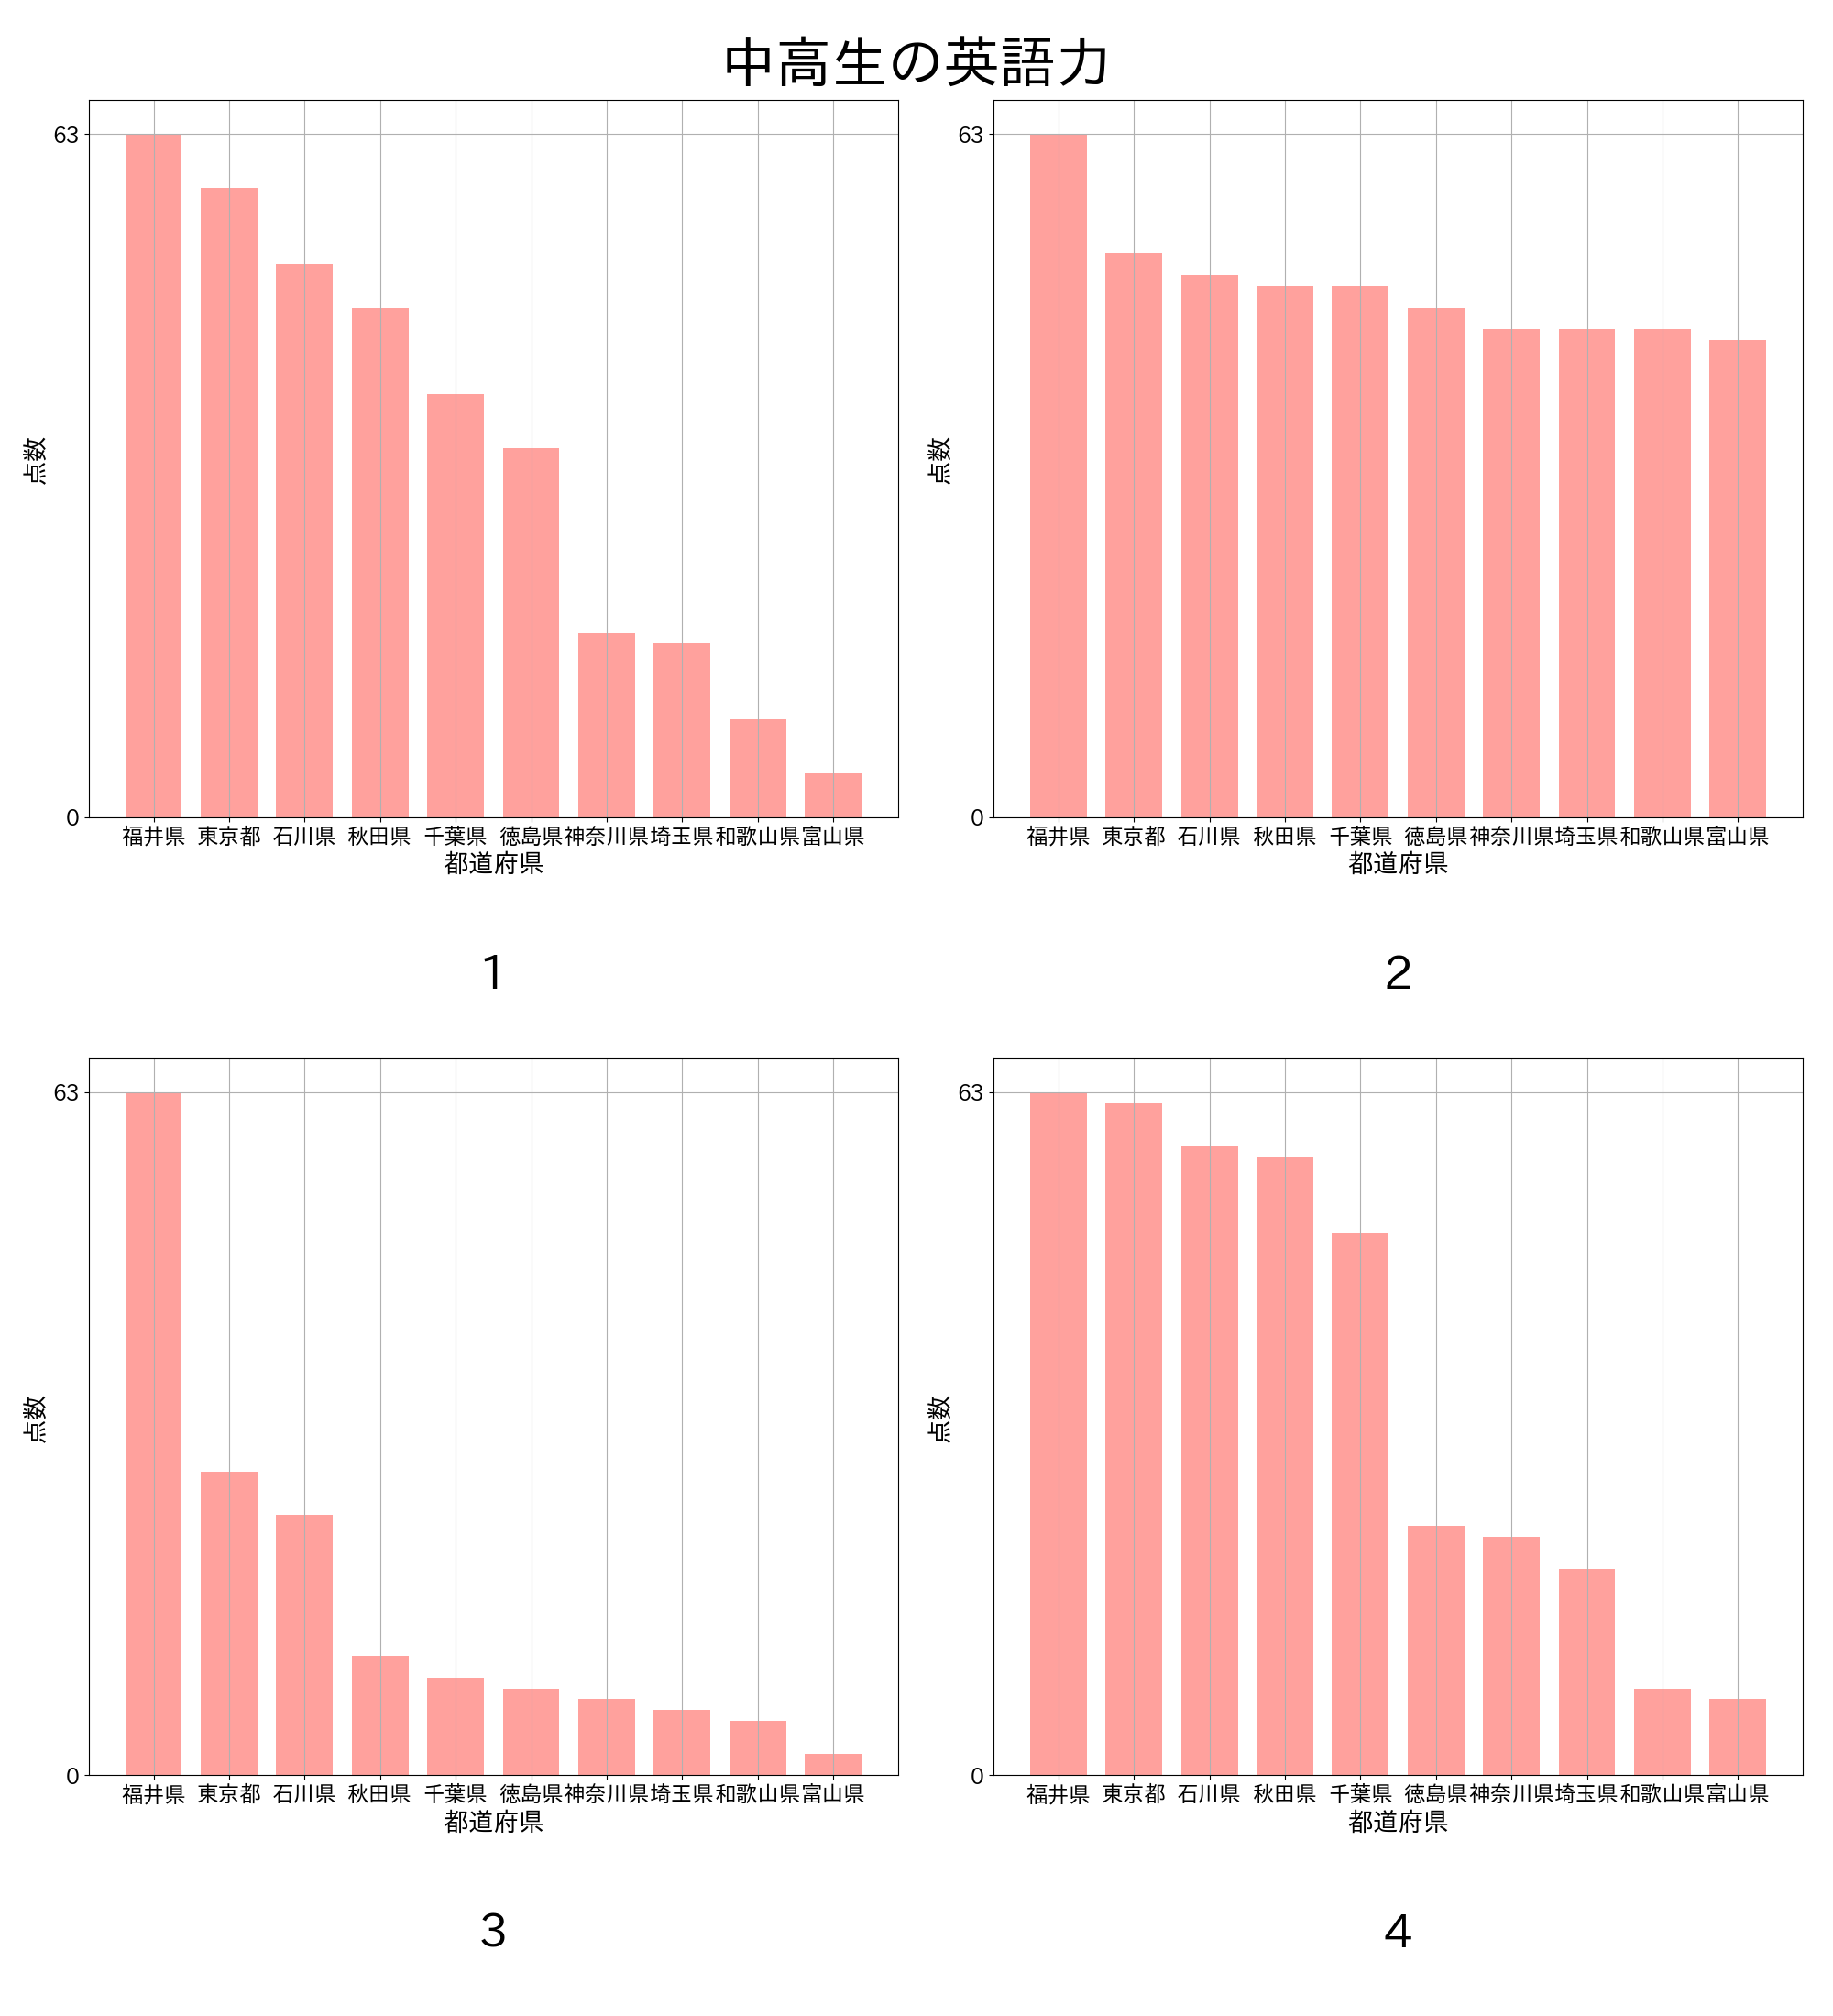 中高生の英語力
63
0
点数
福井県 東京都 石川県 秋田県 千葉県 徳島県 神奈川県 埼玉県 和歌山県 富山県
都道府県
1
63
0
点数
福井県 東京都 石川県 秋田県 千葉県 徳島県 神奈川県 埼玉県 和歌山県 富山県
都道府県
2
63
0
点数
福井県 東京都 石川県 秋田県 千葉県 徳島県 神奈川県 埼玉県 和歌山県 富山県
都道府県
3
63
0
点数
福井県 東京都 石川県 秋田県 千葉県 徳島県 神奈川県 埼玉県 和歌山県 富山県
都道府県
4